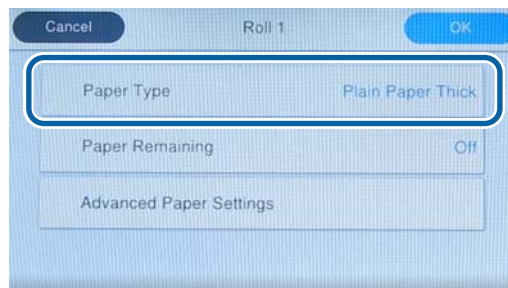 Cancel Roll 1 OK
Paper Type Plain Paper Thick
Paper Remaining Off
Advanced Paper Settings